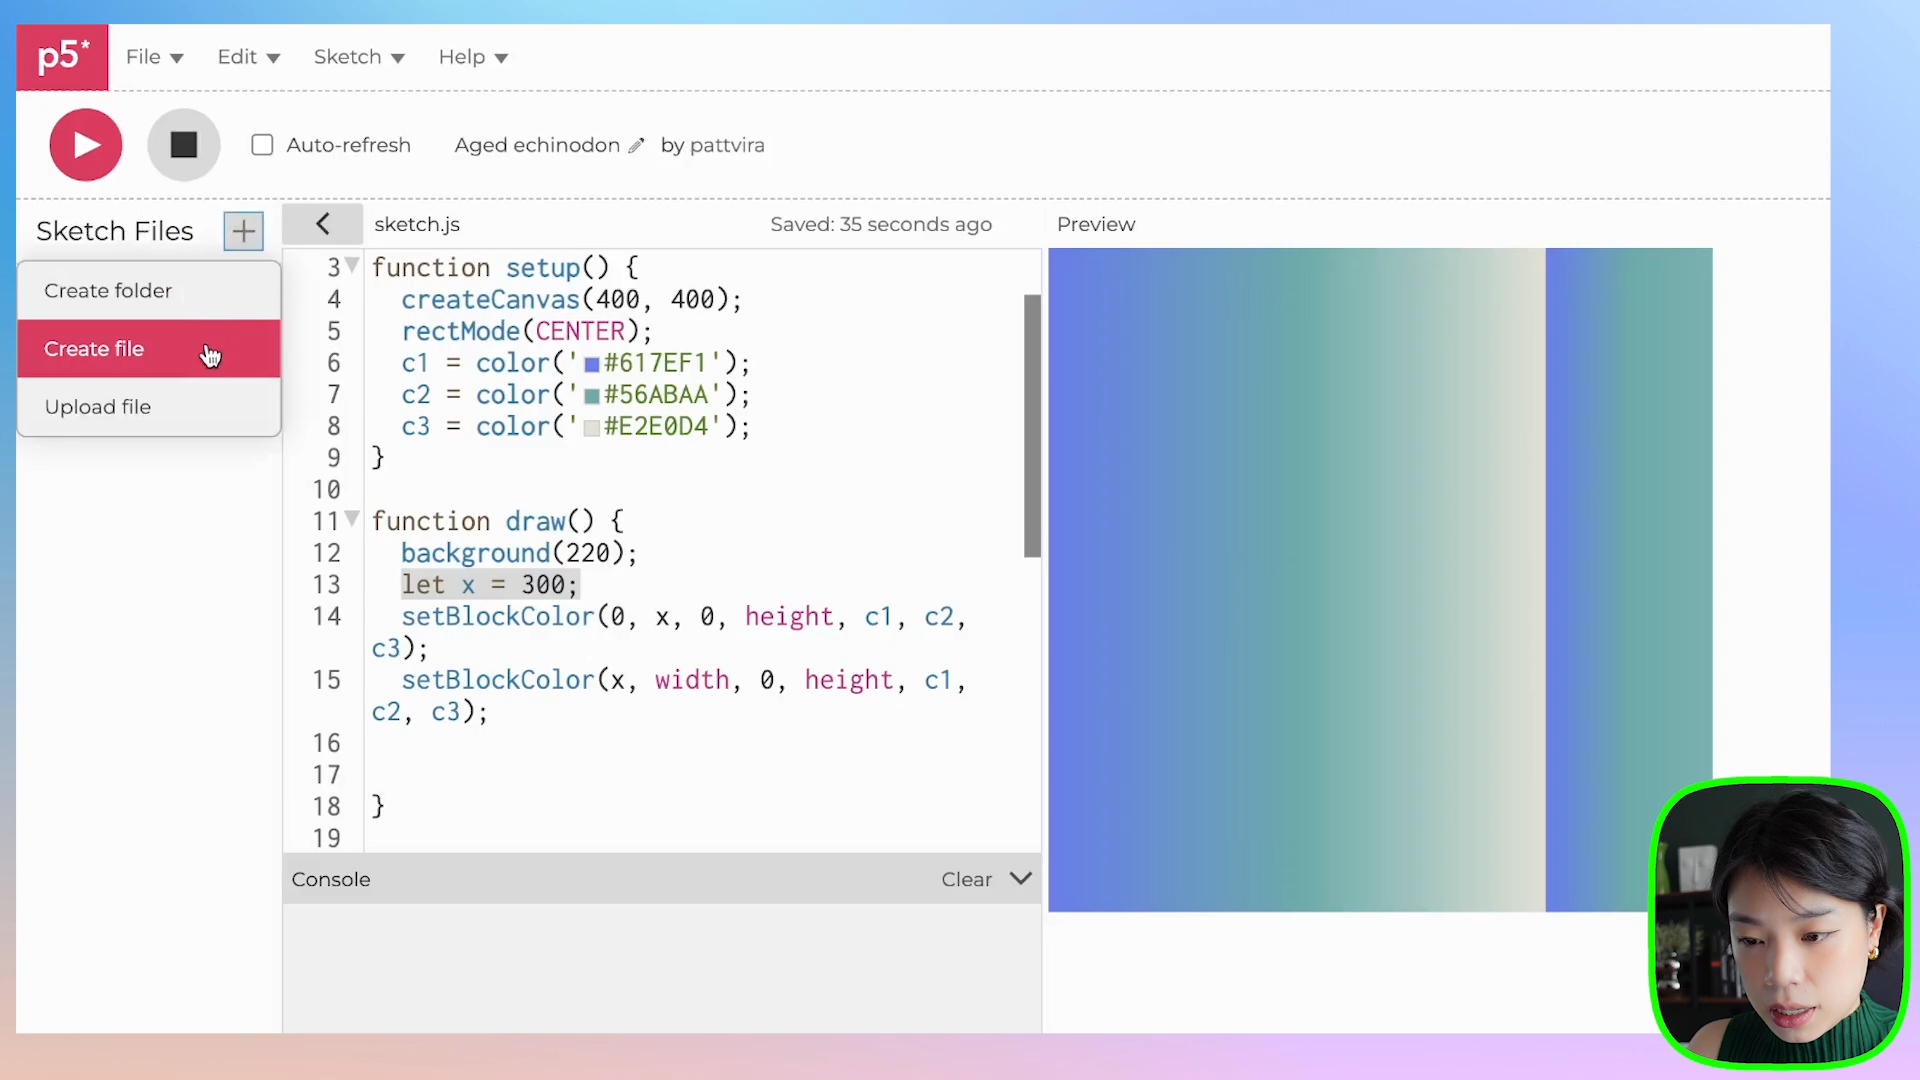 p5*
File
Edit
Sketch
Help
Auto-refresh
Aged echinodon
by pattvira
Sketch Files
+
sketch.js
Saved: 35 seconds ago
Preview
Create folder
Create file
Upload file
3 function setup() {
4 createCanvas(400, 400);
5 rectMode(CENTER);
6 c1 = color('#617EF1');
7 c2 = color('#56ABAA');
8 c3 = color('#E2E0D4');
9 }
10
11 function draw() {
12 background(220);
13 let x = 300;
14 setBlockColor(0, x, 0, height, c1, c2,
c3);
15 setBlockColor(x, width, 0, height, c1,
c2, c3);
16
17
18 }
19
Console
Clear